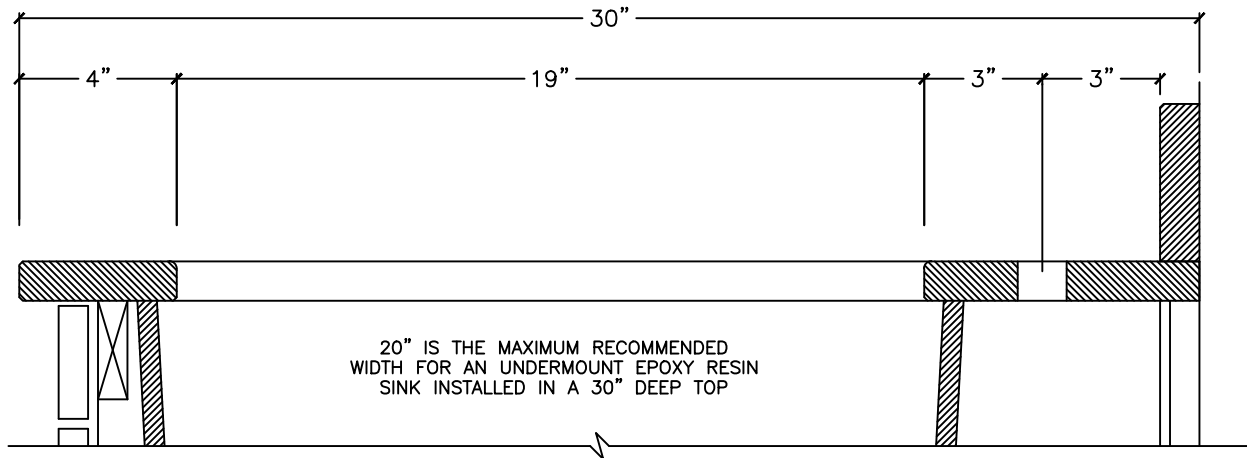 30”
4” 19” 3” 3”
20” IS THE MAXIMUM RECOMMENDED
WIDTH FOR AN UNDERMOUNT EPOXY RESIN
SINK INSTALLED IN A 30” DEEP TOP